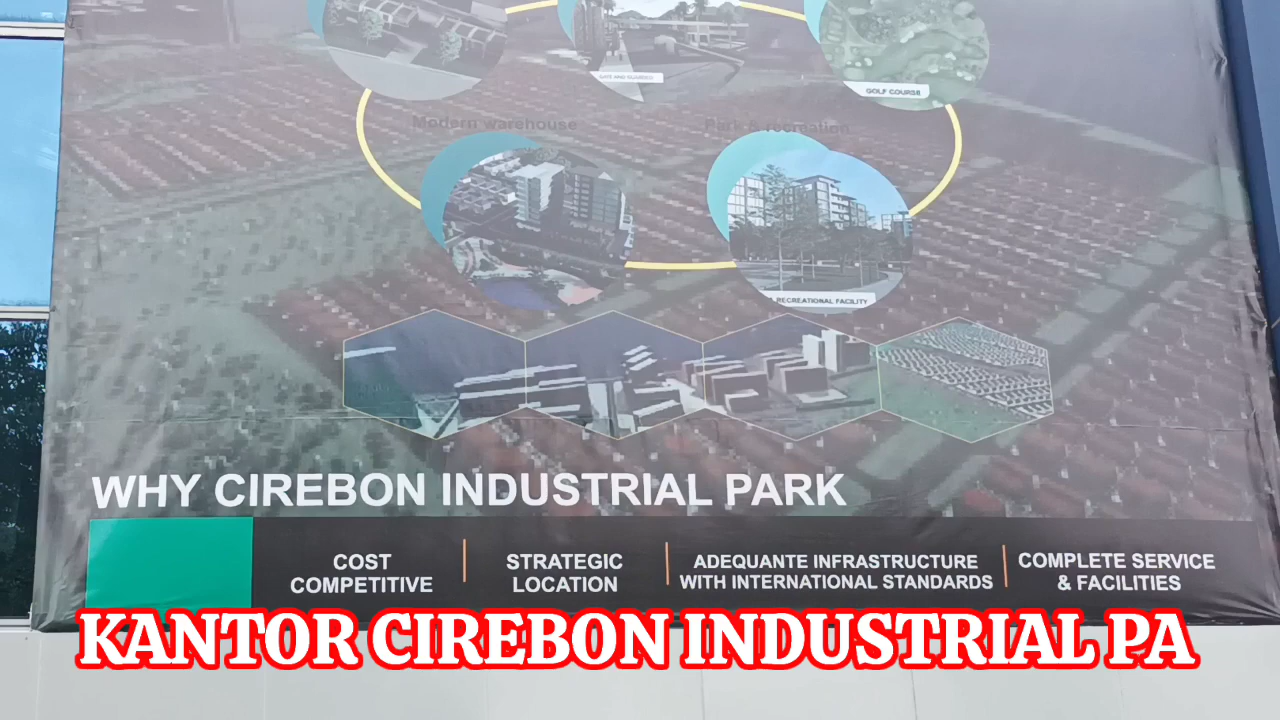 GOLF COURSE
Modern warehouse
Park & recreation
RECREATIONAL FACILITY
WHY CIREBON INDUSTRIAL PARK
COST
COMPETITIVE
STRATEGIC
LOCATION
ADEQUANTE INFRASTRUCTURE
WITH INTERNATIONAL STANDARDS
COMPLETE SERVICE
& FACILITIES
KANTOR CIREBON INDUSTRIAL PA